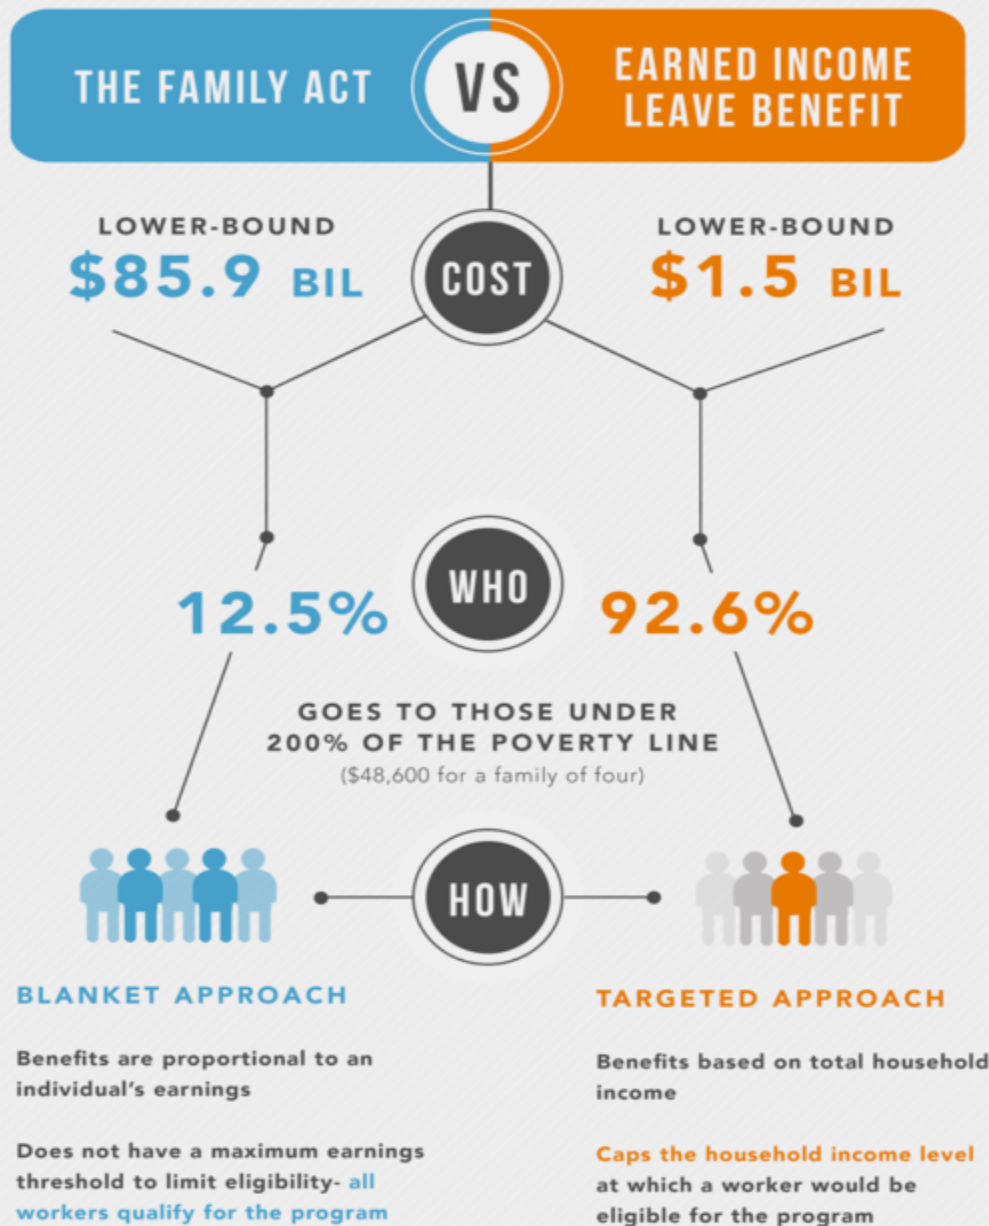 THE FAMILY ACT
VS
EARNED INCOME
LEAVE BENEFIT
LOWER-BOUND
$85.9 BIL
COST
LOWER-BOUND
$1.5 BIL
12.5%
WHO
92.6%
GOES TO THOSE UNDER
200% OF THE POVERTY LINE
($48,600 for a family of four)
HOW
BLANKET APPROACH
Benefits are proportional to an
individual's earnings
Does not have a maximum earnings
threshold to limit eligibility- all
workers qualify for the program
TARGETED APPROACH
Benefits based on total household
income
Caps the household income level
at which a worker would be
eligible for the program